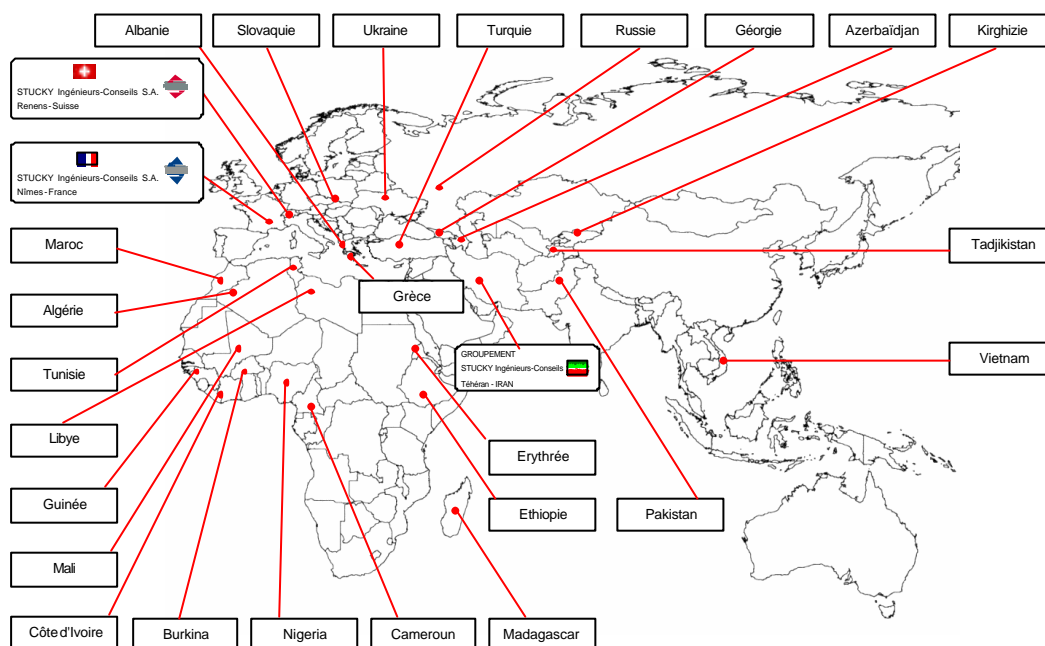 Albanie
Slovaquie
Ukraine
Turquie
Russie
Géorgie
Azerbaïdjan
Kirghizie
STUCKY Ingénieurs-Conseils S.A.
Renens-Suisse
STUCKY Ingénieurs-Conseils S.A.
Nîmes-France
Maroc
Tadjikistan
Algérie
Grèce
GROUPEMENT
STUCKY Ingénieurs-Conseils
Téhéran - IRAN
Vietnam
Tunisie
Libye
Erythrée
Guinée
Ethiopie
Pakistan
Mali
Côte d'Ivoire
Burkina
Nigeria
Cameroun
Madagascar